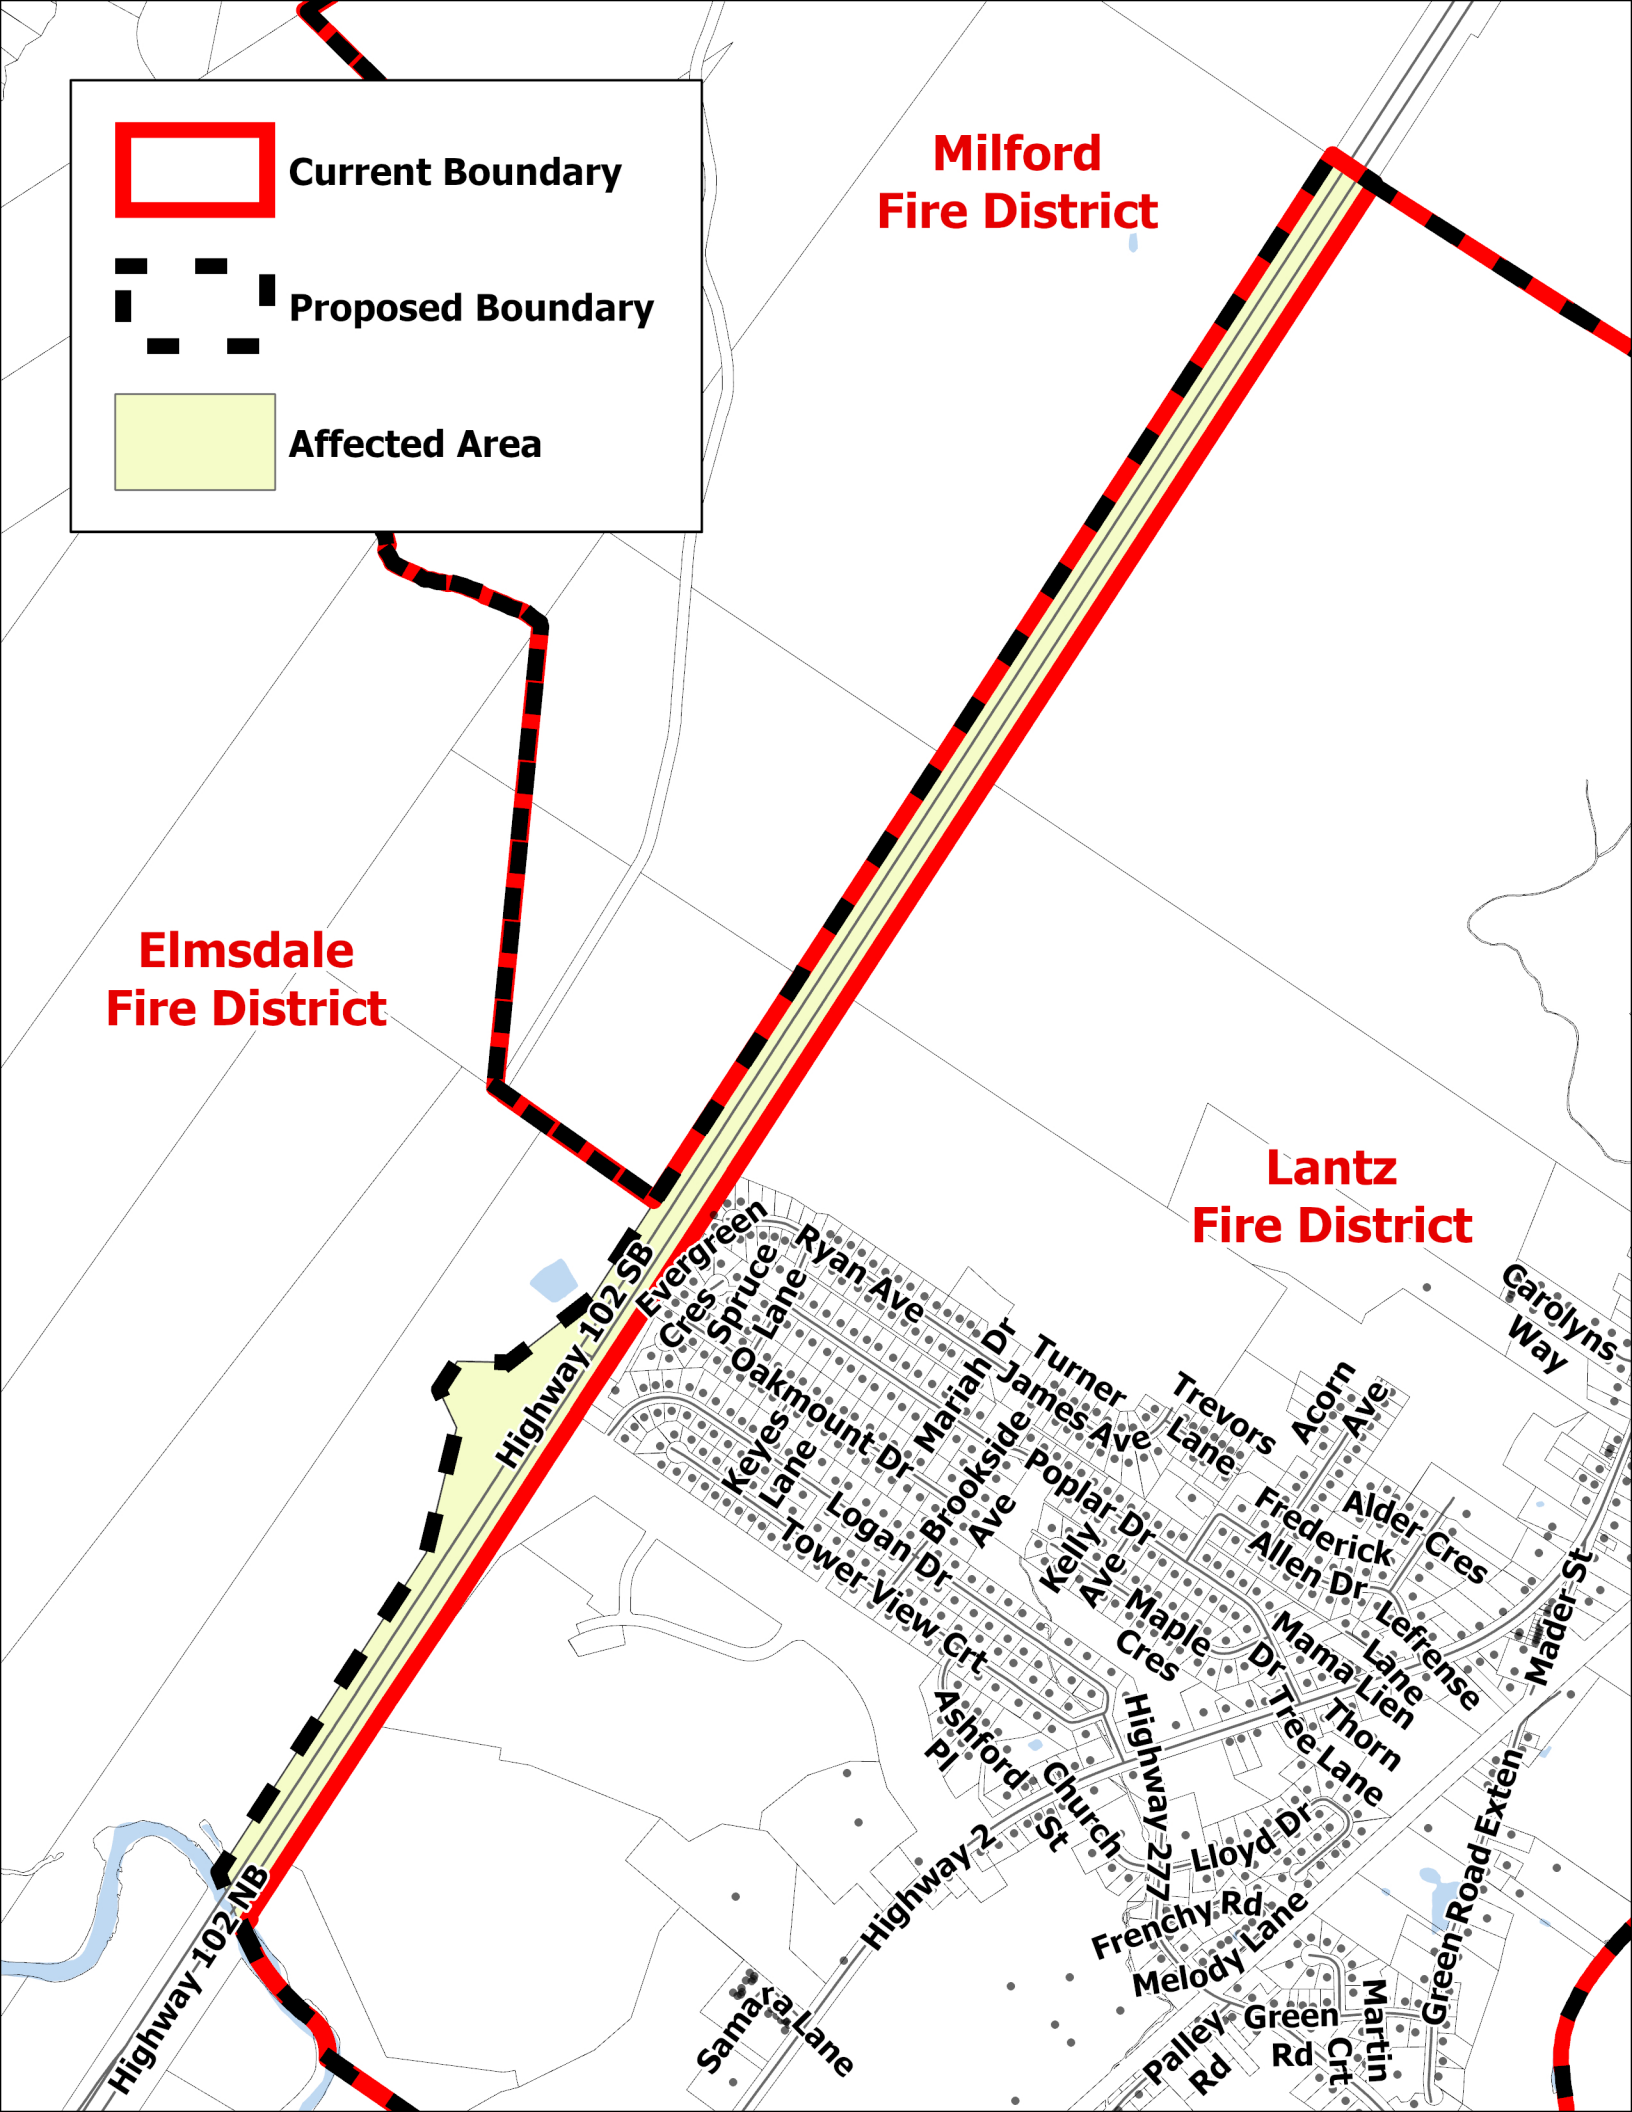 Current Boundary
Proposed Boundary
Affected Area
Milford
Fire District
Elmsdale
Fire District
Lantz
Fire District
Highway 102 SB
Highway 102 NB
Evergreen
Cres
Spruce
Lane
Ryan Ave
Mariah Dr
Turner
James Ave
Trevors
Lane
Acorn
Ave
Carolyns
Way
Oakmount Dr
Keyes
Lane
Brookside
Ave
Poplar Dr
Logan Dr
Tower View Crt
Kelly
Ave
Maple
Cres
Frederick
Allen Dr
Alder Cres
Lefrense
Lane
Mama Lien
Dr
Thorn
Tree Lane
Mader St
Ashford
Pl
Church
St
Highway 277
Highway 2
Lloyd Dr
Frenchy Rd
Melody Lane
Green Road Exten
Samara Lane
Palley
Rd
Green
Rd
Martin
Crt